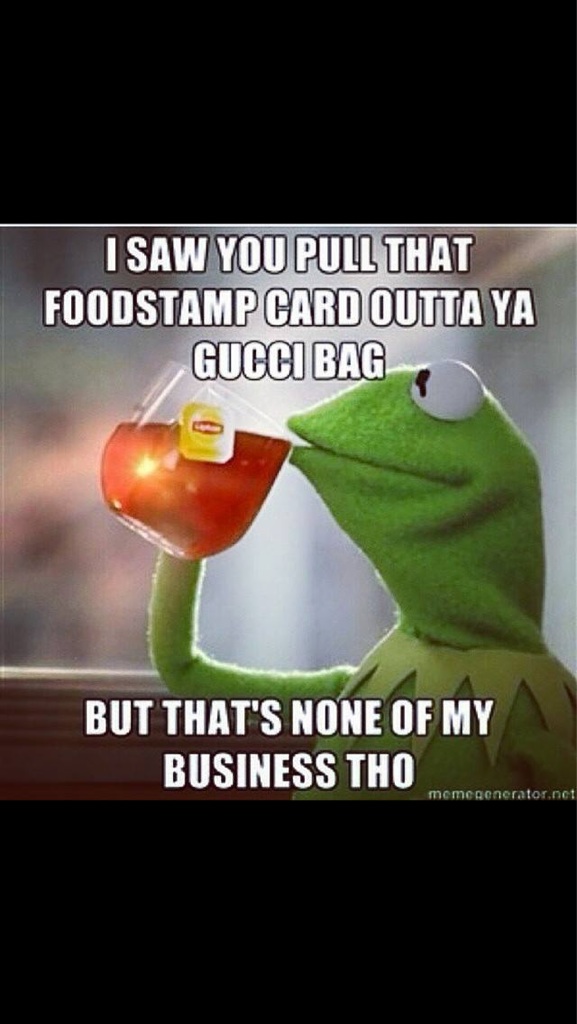 I SAW YOU PULL THAT
FOODSTAMP CARD OUTTA YA
GUCCI BAG
Lipton
BUT THAT'S NONE OF MY
BUSINESS THO
memegenerator.net